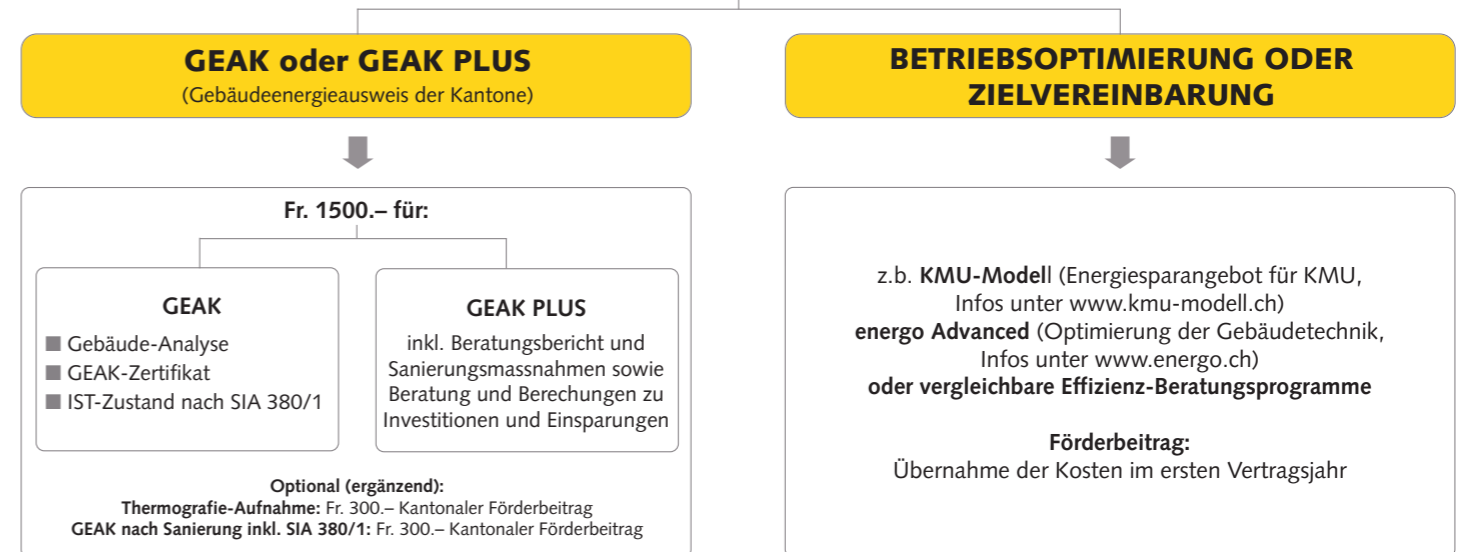 GEAK oder GEAK PLUS
(Gebäudeenergieausweis der Kantone)
Fr. 1500.– für:
GEAK
■ Gebäude-Analyse
■ GEAK-Zertifikat
■ IST-Zustand nach SIA 380/1
GEAK PLUS
inkl. Beratungsbericht und
Sanierungsmassnahmen sowie
Beratung und Berechungen zu
Investitionen und Einsparungen
Optional (ergänzend):
Thermografie-Aufnahme: Fr. 300.– Kantonaler Förderbeitrag
GEAK nach Sanierung inkl. SIA 380/1: Fr. 300.– Kantonaler Förderbeitrag
BETRIEBSOPTIMIERUNG ODER
ZIELVEREINBARUNG
z.b. KMU-Modell (Energiesparangebot für KMU,
Infos unter www.kmu-modell.ch)
energo Advanced (Optimierung der Gebäudetechnik,
Infos unter www.energo.ch)
oder vergleichbare Effizienz-Beratungsprogramme
Förderbeitrag:
Übernahme der Kosten im ersten Vertragsjahr